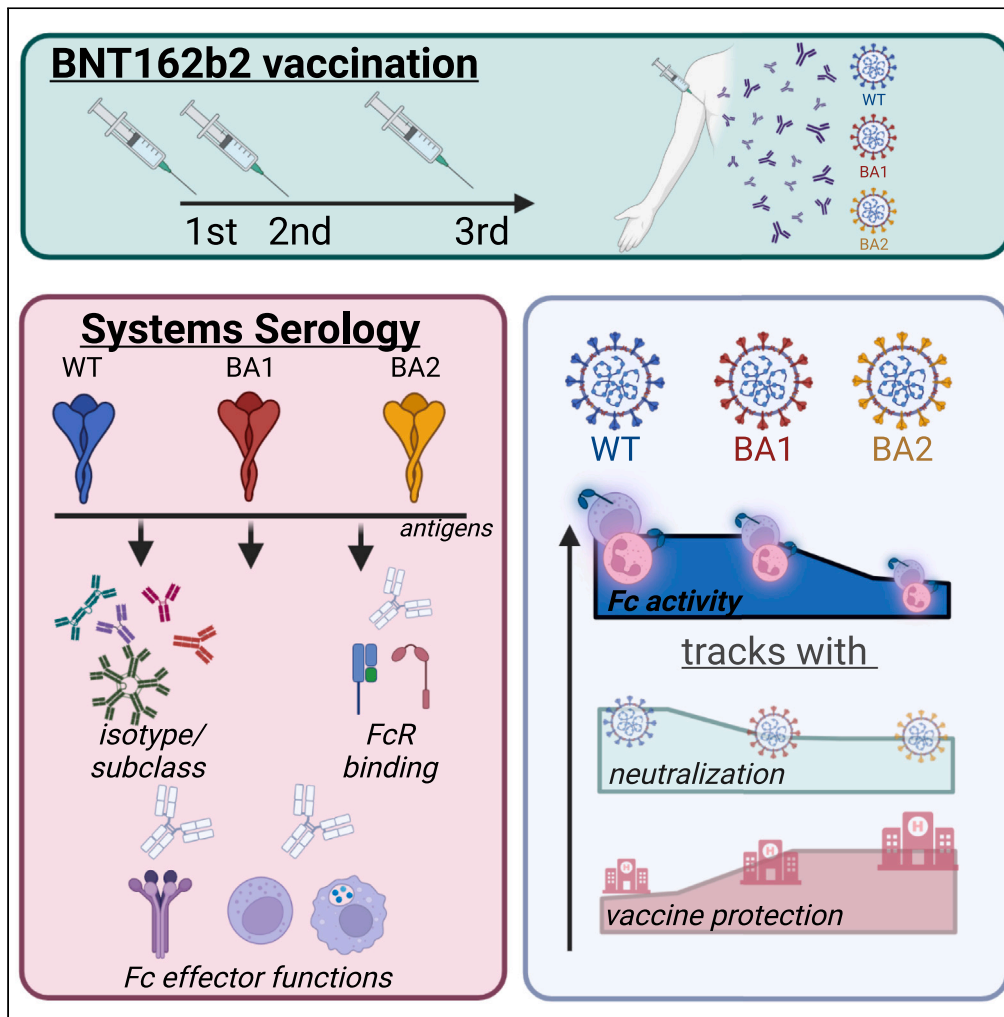 BNT162b2 vaccination
1st 2nd 3rd
WT
BA1
BA2
Systems Serology
WT BA1 BA2
antigens
isotype/
subclass
FcR
binding
Fc effector functions
WT BA1 BA2
Fc activity
tracks with
neutralization
H H H
vaccine protection